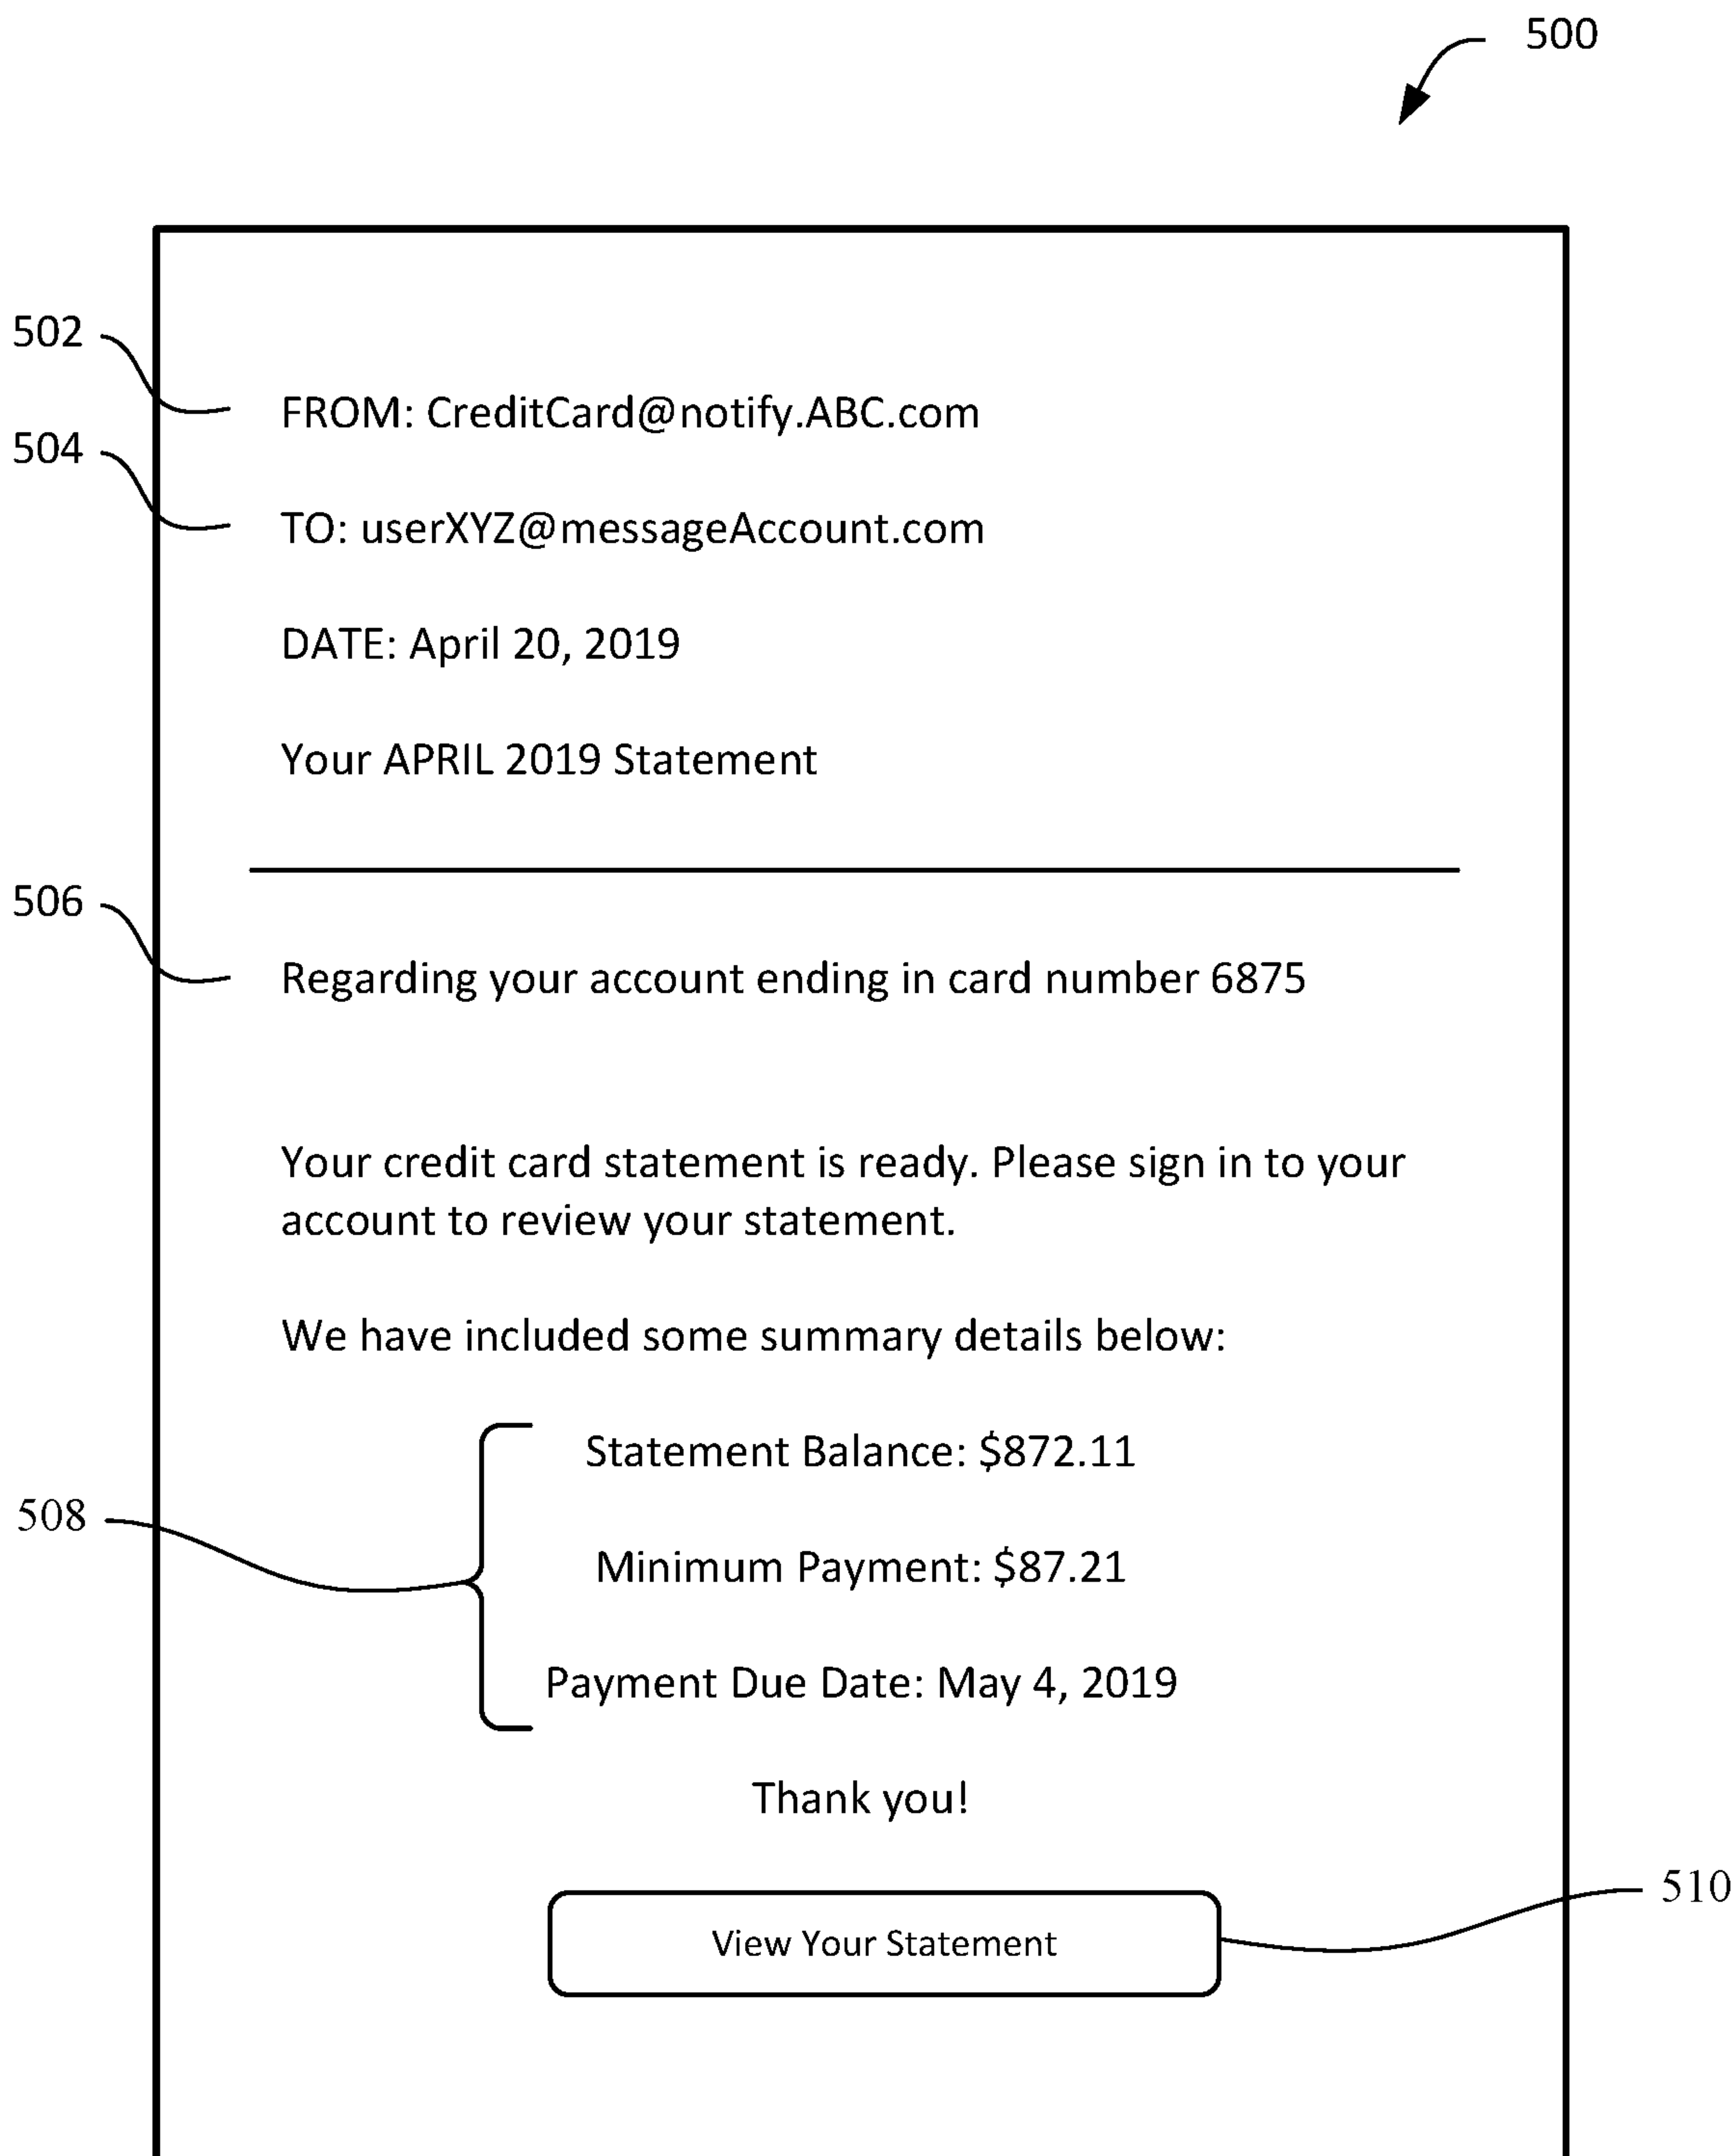 500
502
FROM: CreditCard@notify.ABC.com
504
TO: userXYZ@messageAccount.com
DATE: April 20, 2019
Your APRIL 2019 Statement
506
Regarding your account ending in card number 6875
Your credit card statement is ready. Please sign in to your
account to review your statement.
We have included some summary details below:
Statement Balance: $872.11
508
Minimum Payment: $87.21
Payment Due Date: May 4, 2019
Thank you!
510
View Your Statement